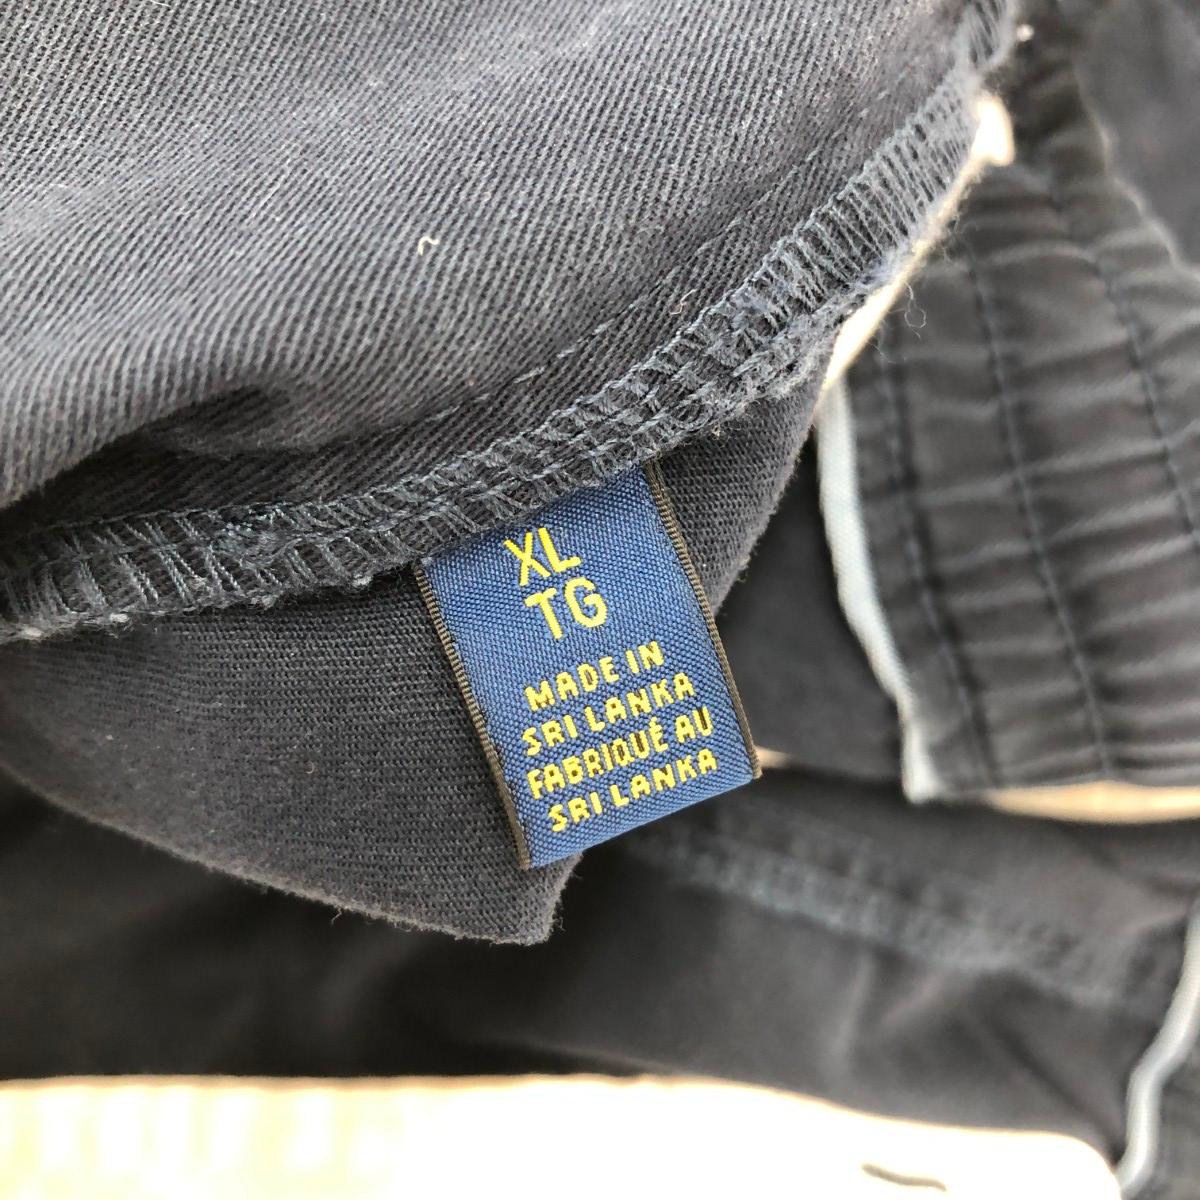 XL
TG
MADE IN
SRI LANKA
FABRIQUÉ AU
SRI LANKA